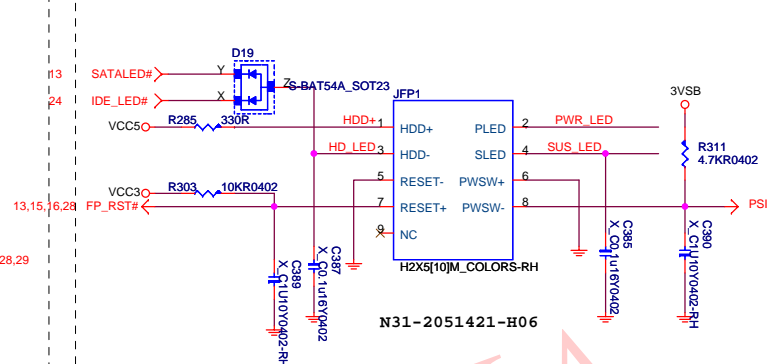 D19
13 SATALED# Y
Z S-BAT54A_SOT23
24 IDE_LED# X
JFP1
3VSB
VCC5 R285 330R HDD+ 1 HDD+ PLED 2 PWR_LED
HD_LED 3 HDD- SLED 4 SUS_LED
R311
4.7KR0402
5 RESET- PWSW+ 6
VCC3 R303 10KR0402
13,15,16,28 FP_RST# 7 RESET+ PWSW- 8 PSI
9 NC
28,29
H2X5[10]M_COLORS-RH
C389
X_C1U10Y0402-RH
C387
X_C0.1u16Y0402
C385
X_C0.1u16Y0402
C390
X_C1U10Y0402-RH
N31-2051421-H06